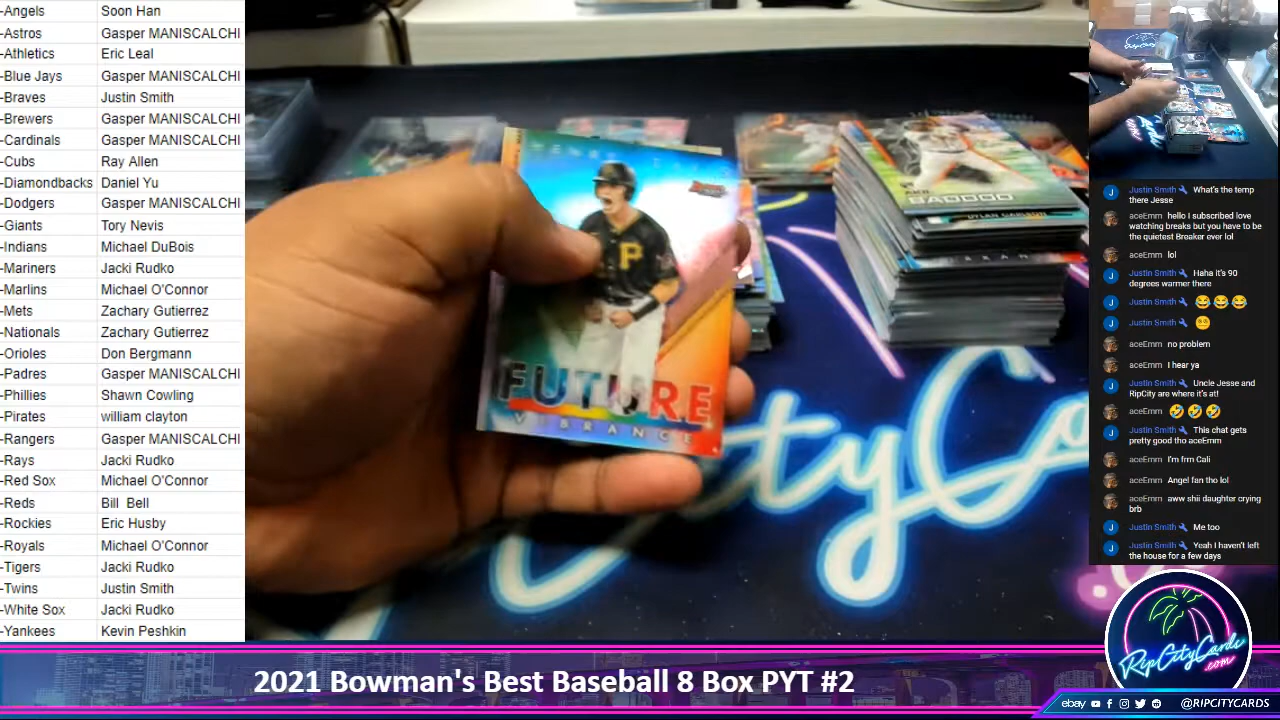 -Angels Soon Han
-Astros Gasper MANISCALCHI
-Athletics Eric Leal
-Blue Jays Gasper MANISCALCHI
-Braves Justin Smith
-Brewers Gasper MANISCALCHI
-Cardinals Gasper MANISCALCHI
-Cubs Ray Allen
-Diamondbacks Daniel Yu
-Dodgers Gasper MANISCALCHI
-Giants Tory Nevis
-Indians Michael DuBois
-Mariners Jacki Rudko
-Marlins Michael O'Connor
-Mets Zachary Gutierrez
-Nationals Zachary Gutierrez
-Orioles Don Bergmann
-Padres Gasper MANISCALCHI
-Phillies Shawn Cowling
-Pirates william clayton
-Rangers Gasper MANISCALCHI
-Rays Jacki Rudko
-Red Sox Michael O'Connor
-Reds Bill Bell
-Rockies Eric Husby
-Royals Michael O'Connor
-Tigers Jacki Rudko
-Twins Justin Smith
-White Sox Jacki Rudko
-Yankees Kevin Peshkin
P
FUTURE
VIBRANCE
BADDOO
DYLAN CARLSON
ityCa
J Justin Smith What's the temp
there Jesse
aceEmm hello I subscribed love
watching breaks but you have to be
the quietest Breaker ever lol
aceEmm lol
J Justin Smith Haha it's 90
degrees warmer there
J Justin Smith 😂😂😂
J Justin Smith 😵
aceEmm no problem
aceEmm I hear ya
J Justin Smith Uncle Jesse and
RipCity are where it's at!
aceEmm 🤣🤣🤣
J Justin Smith This chat gets
pretty good tho aceEmm
aceEmm I'm frm Cali
aceEmm Angel fan tho lol
aceEmm aww shii daughter crying
brb
J Justin Smith Me too
J Justin Smith Yeah I haven't left
the house for a few days
RipCityCards
.com
2021 Bowman's Best Baseball 8 Box PYT #2
ebay @RIPCITYCARDS